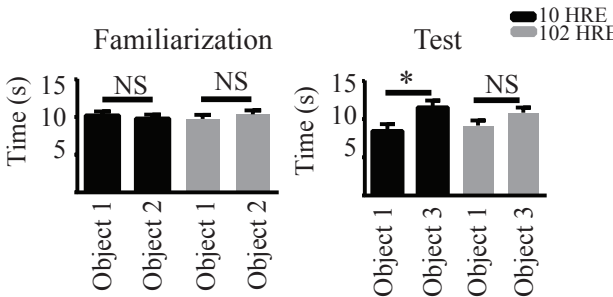 10 HRE
102 HRE
Familiarization
Test
Time (s)
15
10
5
NS
NS
Object 1
Object 2
Object 1
Object 2
Time (s)
15
10
5
*
NS
Object 1
Object 3
Object 1
Object 3